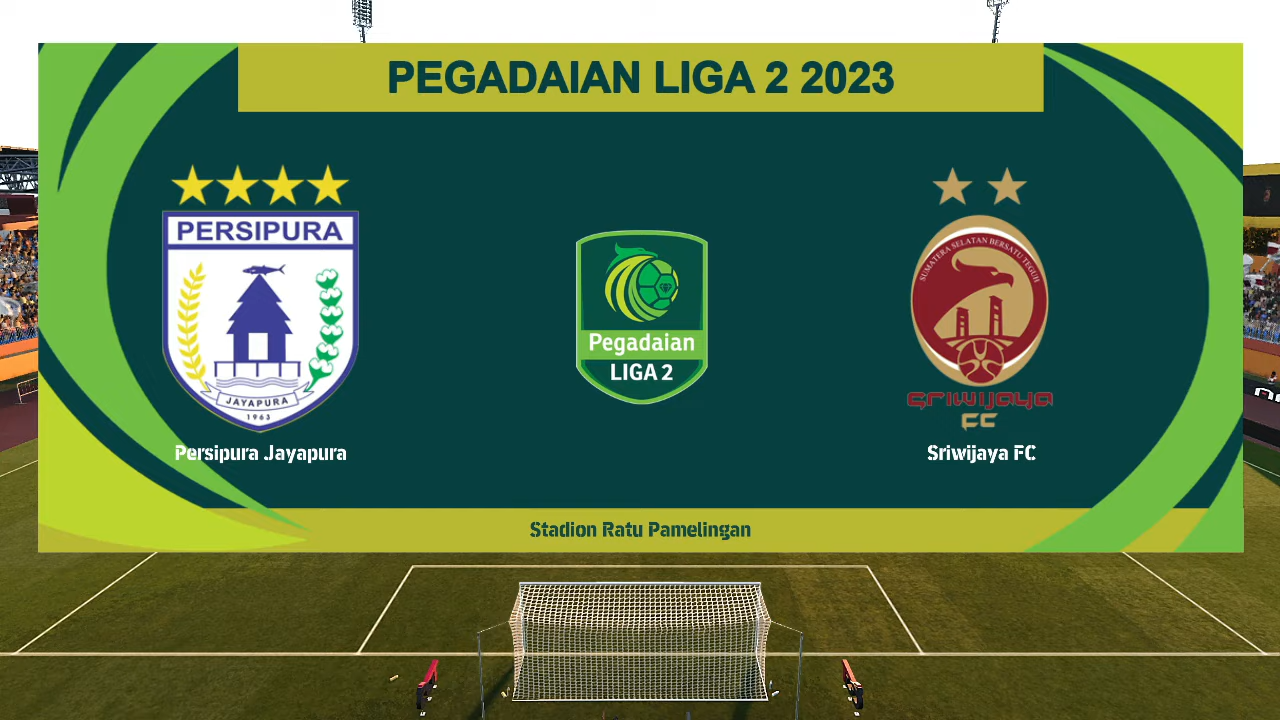 PEGADAIAN LIGA 2 2023
PERSIPURA
JAYAPURA
1963
Persipura Jayapura
Pegadaian
LIGA 2
SUMATERA SELATAN BERSATU TEGUH
SRIWIJAYA
FC
Sriwijaya FC
Stadion Ratu Pamelingan